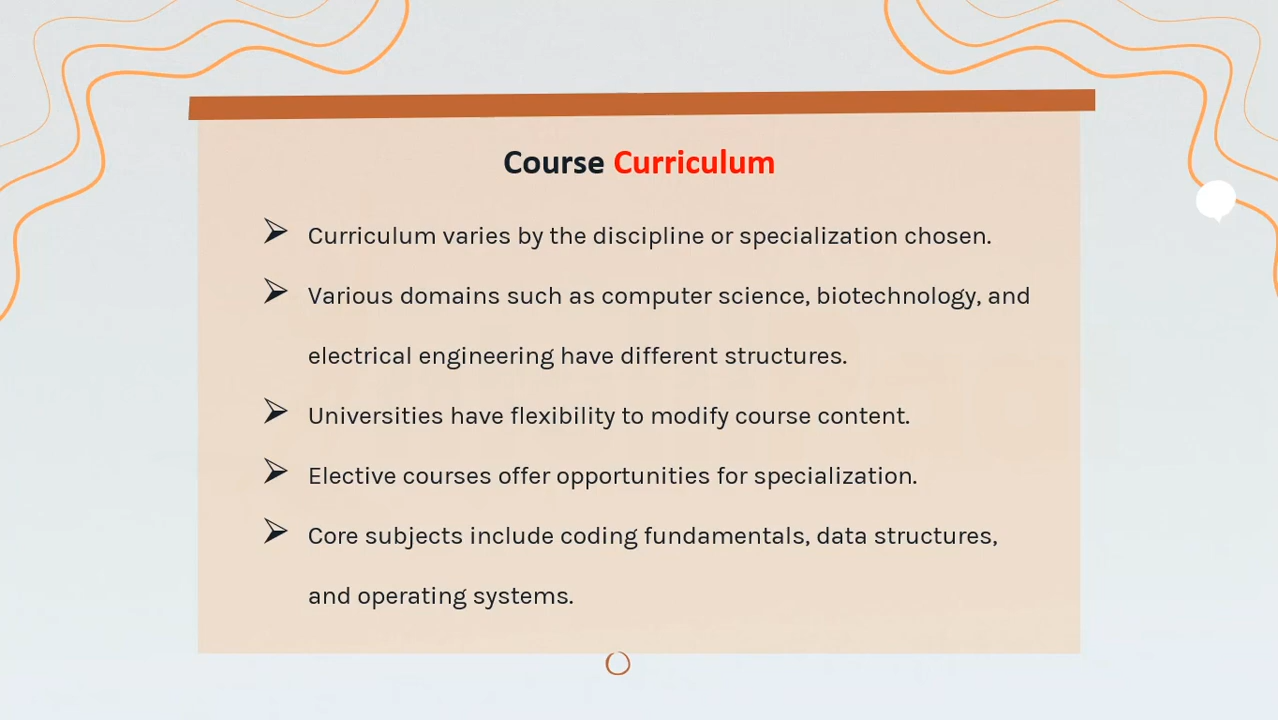 Course Curriculum
➢ Curriculum varies by the discipline or specialization chosen.
➢ Various domains such as computer science, biotechnology, and
electrical engineering have different structures.
➢ Universities have flexibility to modify course content.
➢ Elective courses offer opportunities for specialization.
➢ Core subjects include coding fundamentals, data structures,
and operating systems.